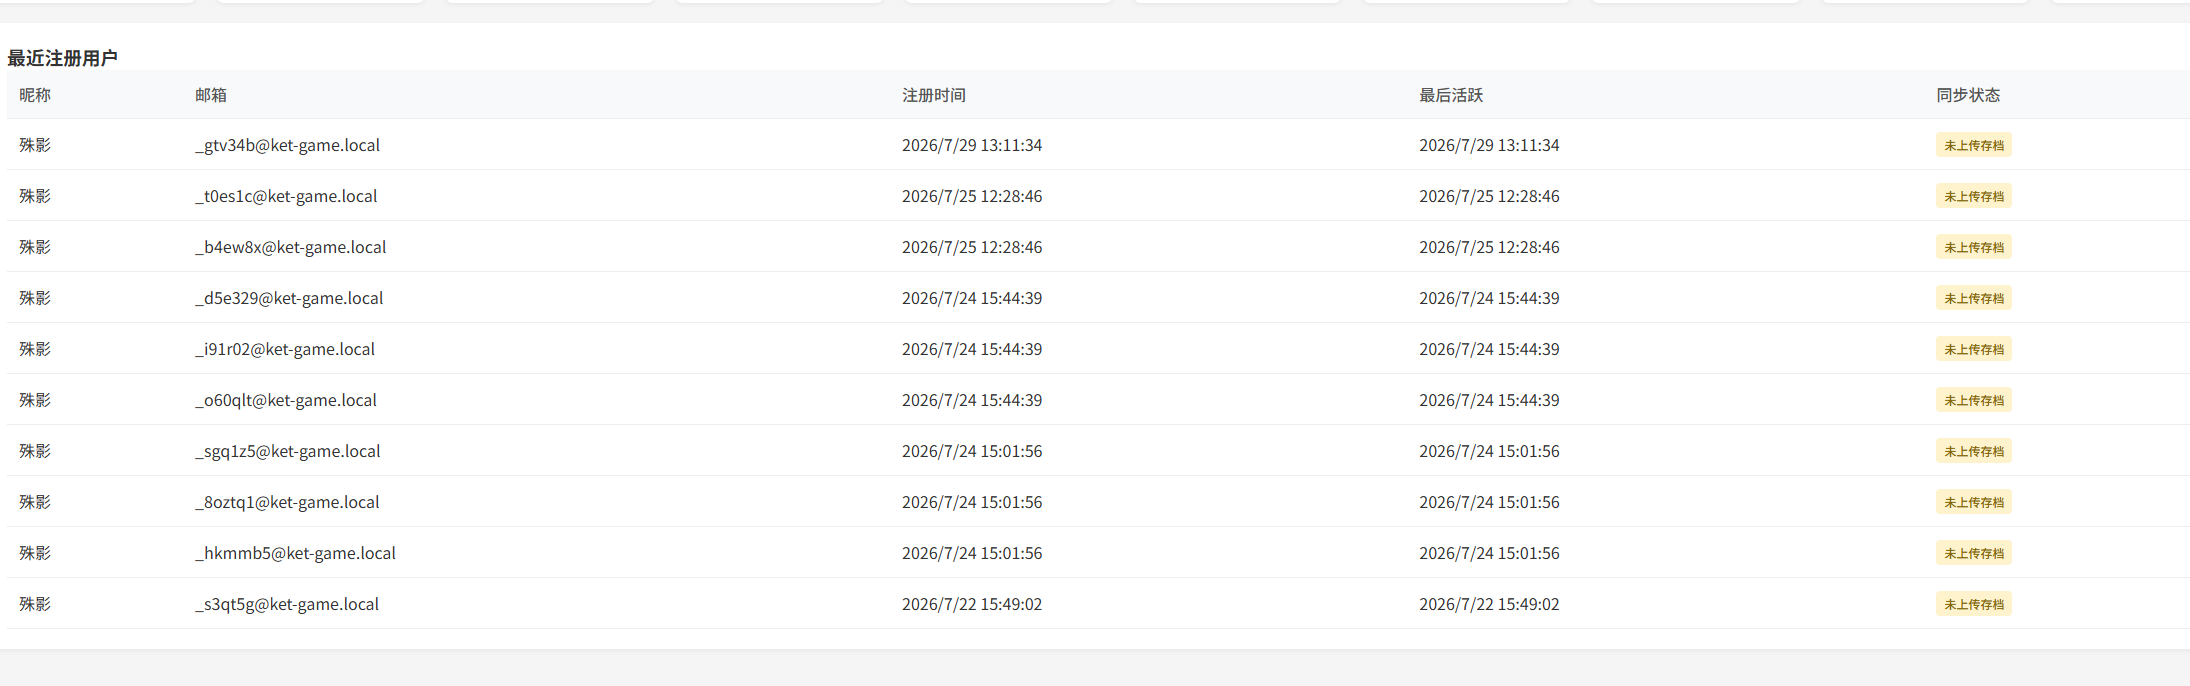 最近注册用户
昵称 邮箱 注册时间 最后活跃 同步状态
殊影 _gtv34b@ket-game.local 2026/7/29 13:11:34 2026/7/29 13:11:34 未上传存档
殊影 _t0es1c@ket-game.local 2026/7/25 12:28:46 2026/7/25 12:28:46 未上传存档
殊影 _b4ew8x@ket-game.local 2026/7/25 12:28:46 2026/7/25 12:28:46 未上传存档
殊影 _d5e329@ket-game.local 2026/7/24 15:44:39 2026/7/24 15:44:39 未上传存档
殊影 _i91r02@ket-game.local 2026/7/24 15:44:39 2026/7/24 15:44:39 未上传存档
殊影 _o60qlt@ket-game.local 2026/7/24 15:44:39 2026/7/24 15:44:39 未上传存档
殊影 _sgq1z5@ket-game.local 2026/7/24 15:01:56 2026/7/24 15:01:56 未上传存档
殊影 _8oztq1@ket-game.local 2026/7/24 15:01:56 2026/7/24 15:01:56 未上传存档
殊影 _hkmmb5@ket-game.local 2026/7/24 15:01:56 2026/7/24 15:01:56 未上传存档
殊影 _s3qt5g@ket-game.local 2026/7/22 15:49:02 2026/7/22 15:49:02 未上传存档